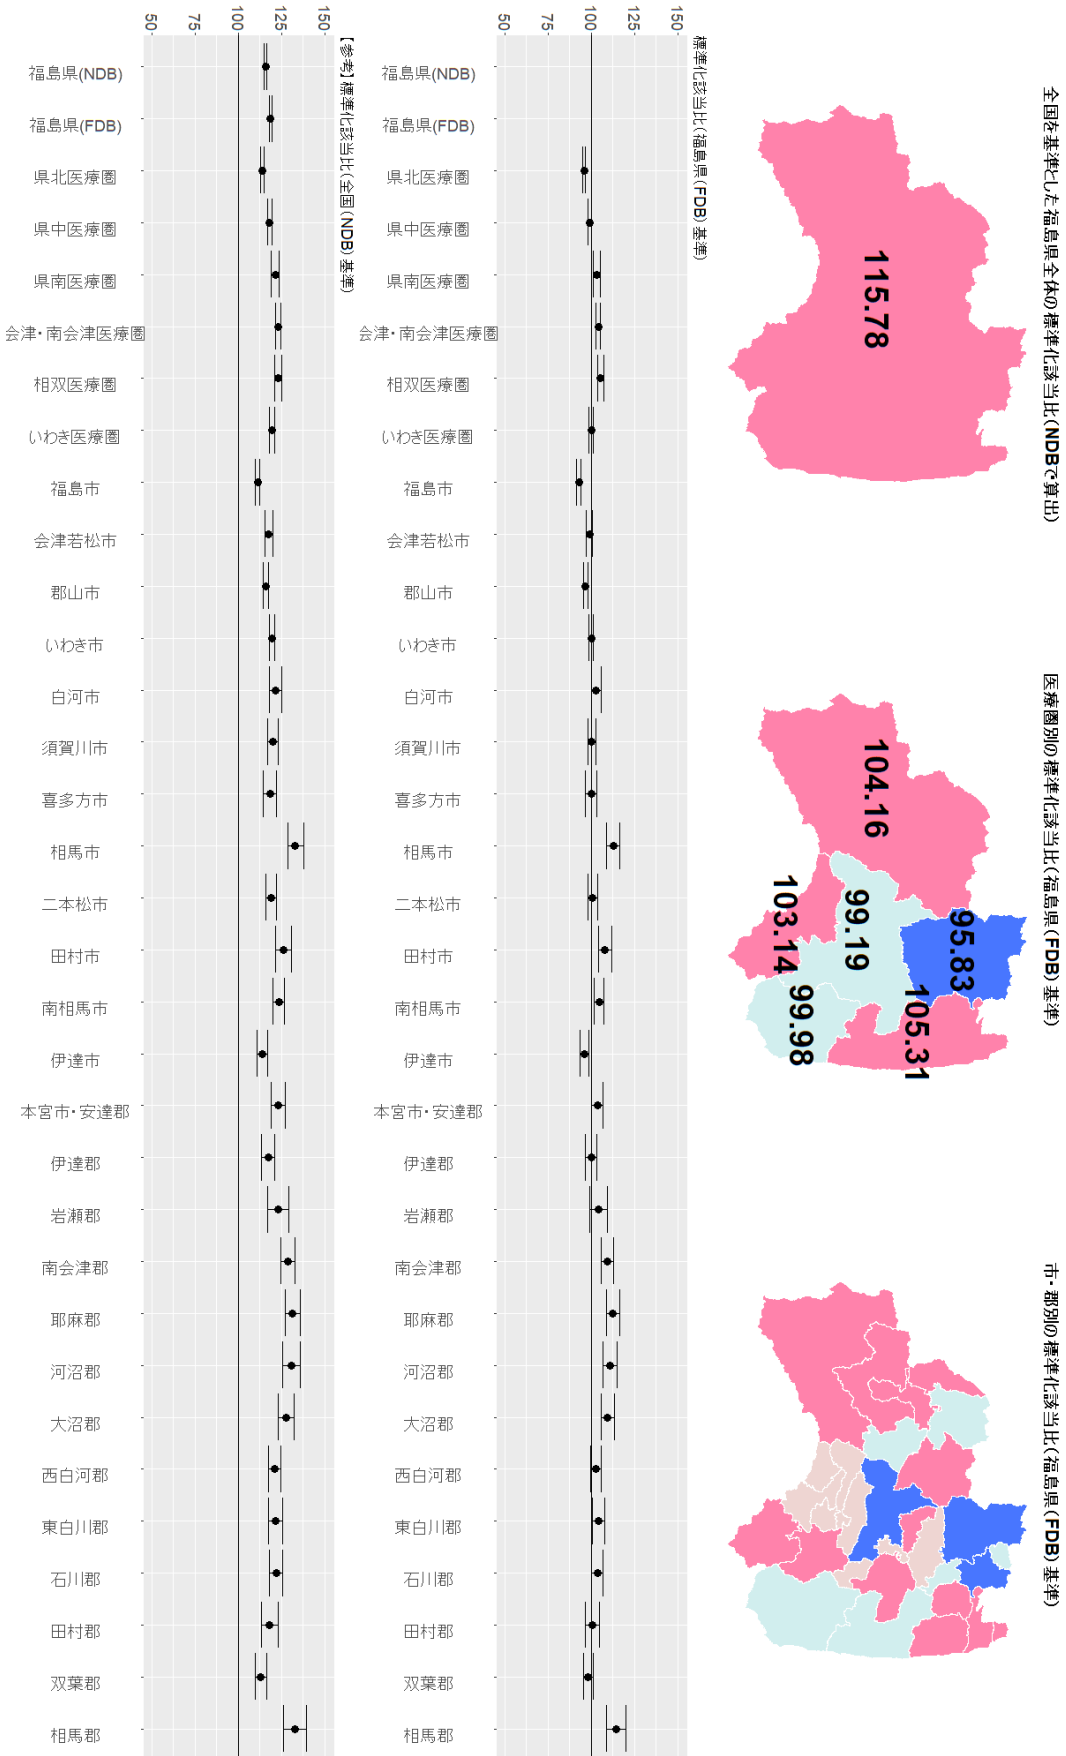 全国を基準とした福島県全体の標準化該当比(NDBで算出)
115.78
医療圏別の標準化該当比(福島県(FDB)基準)
104.16
99.19
95.83
103.14
99.98
105.31
市・郡別の標準化該当比(福島県(FDB)基準)
標準化該当比(福島県(FDB)基準)
150
125
100
75
50
福島県(NDB)
福島県(FDB)
県北医療圏
県中医療圏
県南医療圏
会津・南会津医療圏
相双医療圏
いわき医療圏
福島市
会津若松市
郡山市
いわき市
白河市
須賀川市
喜多方市
相馬市
二本松市
田村市
南相馬市
伊達市
本宮市・安達郡
伊達郡
岩瀬郡
南会津郡
耶麻郡
河沼郡
大沼郡
西白河郡
東白川郡
石川郡
田村郡
双葉郡
相馬郡
【参考】標準化該当比(全国(NDB)基準)
150
125
100
75
50
福島県(NDB)
福島県(FDB)
県北医療圏
県中医療圏
県南医療圏
会津・南会津医療圏
相双医療圏
いわき医療圏
福島市
会津若松市
郡山市
いわき市
白河市
須賀川市
喜多方市
相馬市
二本松市
田村市
南相馬市
伊達市
本宮市・安達郡
伊達郡
岩瀬郡
南会津郡
耶麻郡
河沼郡
大沼郡
西白河郡
東白川郡
石川郡
田村郡
双葉郡
相馬郡